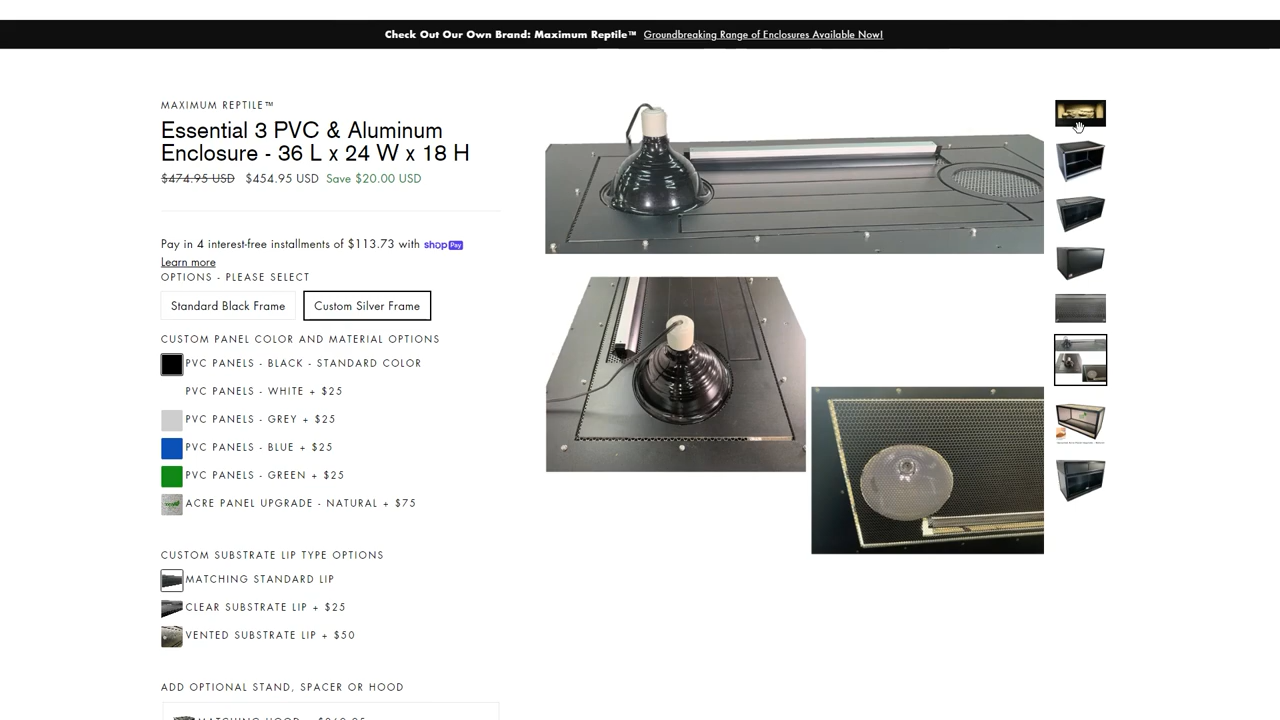 Check Out Our Own Brand: Maximum Reptile™ Groundbreaking Range of Enclosures Available Now!
MAXIMUM REPTILE™
Essential 3 PVC & Aluminum
Enclosure - 36 L x 24 W x 18 H
$474.95 USD $454.95 USD Save $20.00 USD
Pay in 4 interest-free installments of $113.73 with shop Pay
Learn more
OPTIONS - PLEASE SELECT
Standard Black Frame Custom Silver Frame
CUSTOM PANEL COLOR AND MATERIAL OPTIONS
PVC PANELS - BLACK - STANDARD COLOR
PVC PANELS - WHITE + $25
PVC PANELS - GREY + $25
PVC PANELS - BLUE + $25
PVC PANELS - GREEN + $25
ACRE PANEL UPGRADE - NATURAL + $75
CUSTOM SUBSTRATE LIP TYPE OPTIONS
MATCHING STANDARD LIP
CLEAR SUBSTRATE LIP + $25
VENTED SUBSTRATE LIP + $50
ADD OPTIONAL STAND, SPACER OR HOOD